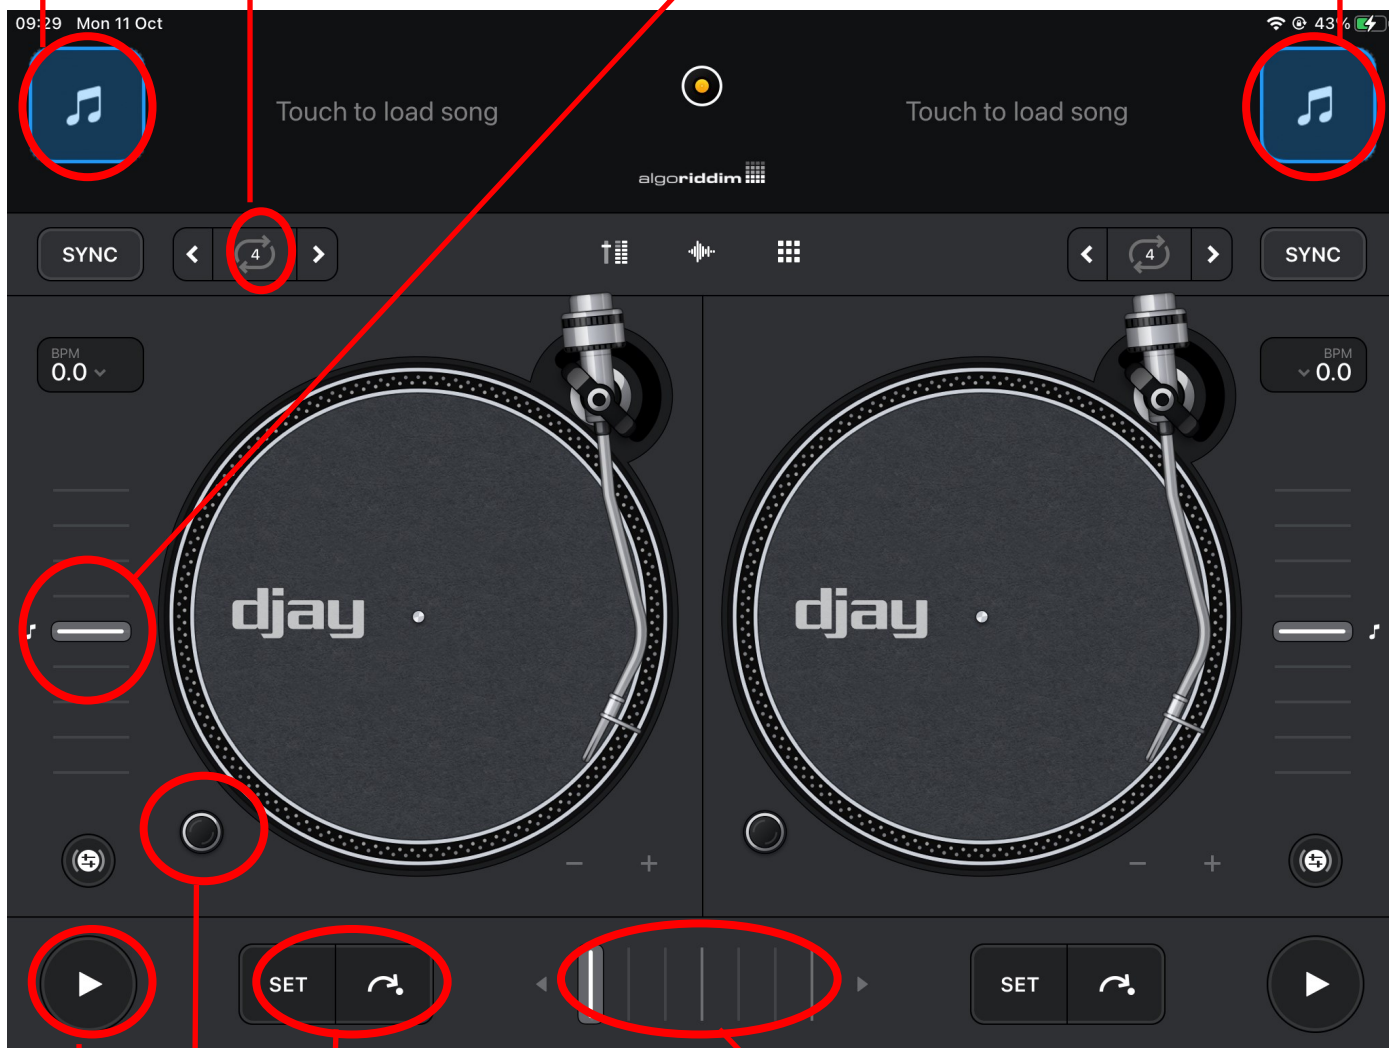 09:29 Mon 11 Oct 43%
Touch to load song
Touch to load song
algoriddim
SYNC
4
4
SYNC
BPM
0.0
BPM
0.0
djay
djay
SET
SET